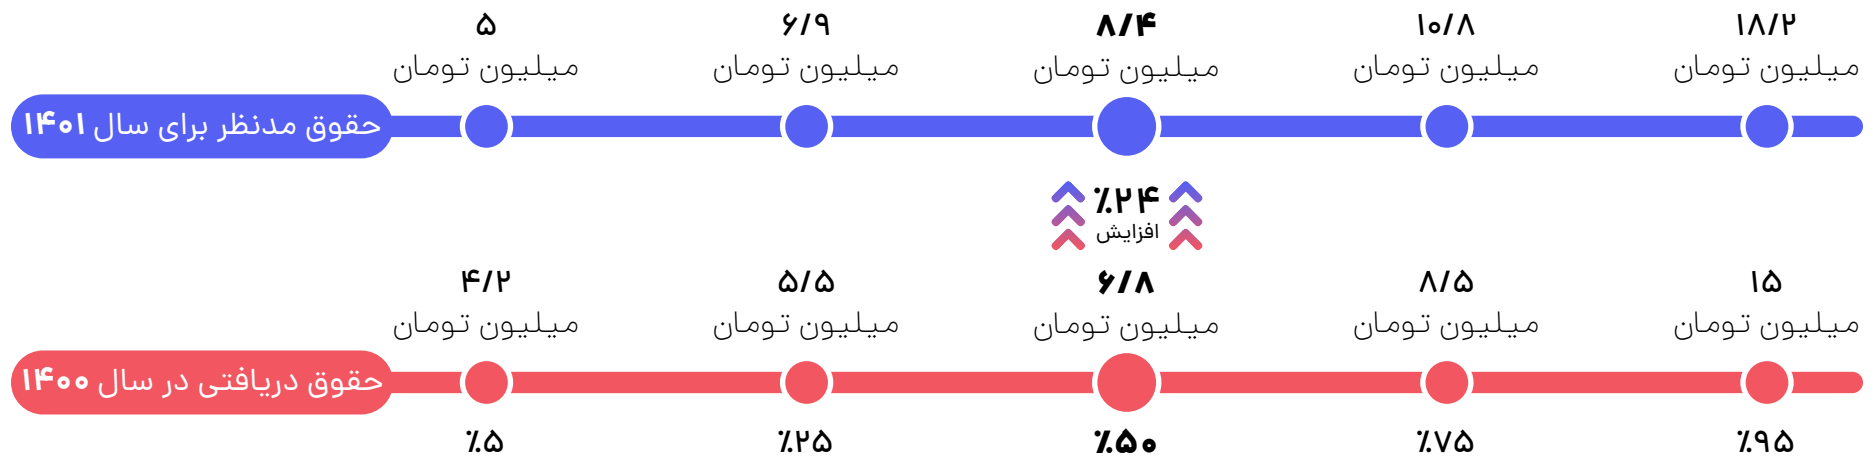 ۵ ۶/۹ ۸/۴ ۱۰/۸ ۱۸/۲
میلیون تومان میلیون تومان میلیون تومان میلیون تومان میلیون تومان
حقوق مدنظر برای سال ۱۴۰۱
٪۲۴
افزایش
۴/۲ ۵/۵ ۶/۸ ۸/۵ ۱۵
میلیون تومان میلیون تومان میلیون تومان میلیون تومان میلیون تومان
حقوق دریافتی در سال ۱۴۰۰
٪۵ ٪۲۵ ٪۵۰ ٪۷۵ ٪۹۵